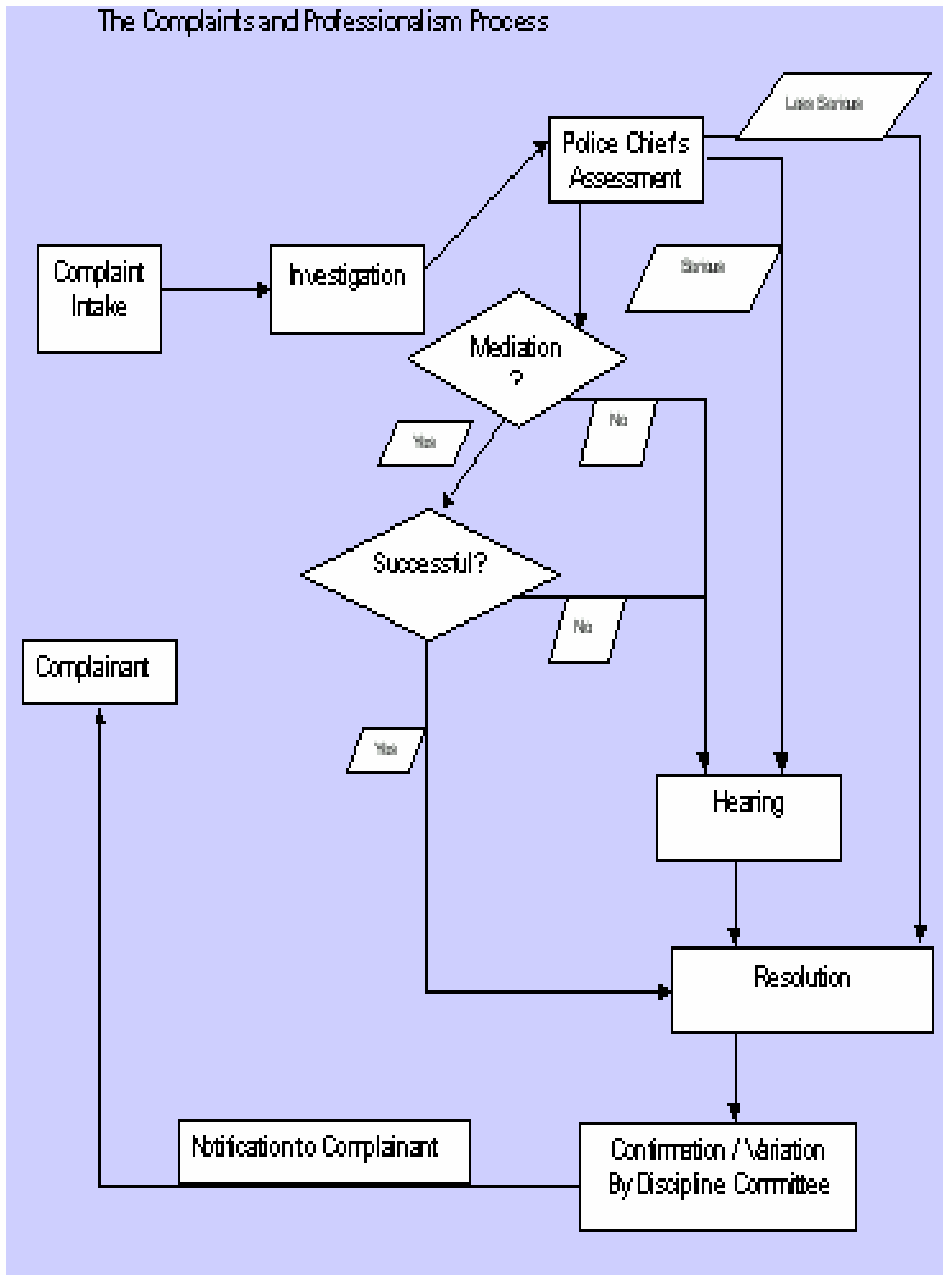 The Complaints and Professionalism Process
Less Serious
Police Chief's
Assessment
Complaint
Intake
Investigation
Serious
Mediation
?
No
Yes
Successful?
No
Complainant
Yes
Hearing
Resolution
Notification to Complainant
Confirmation / Variation
By Discipline Committee